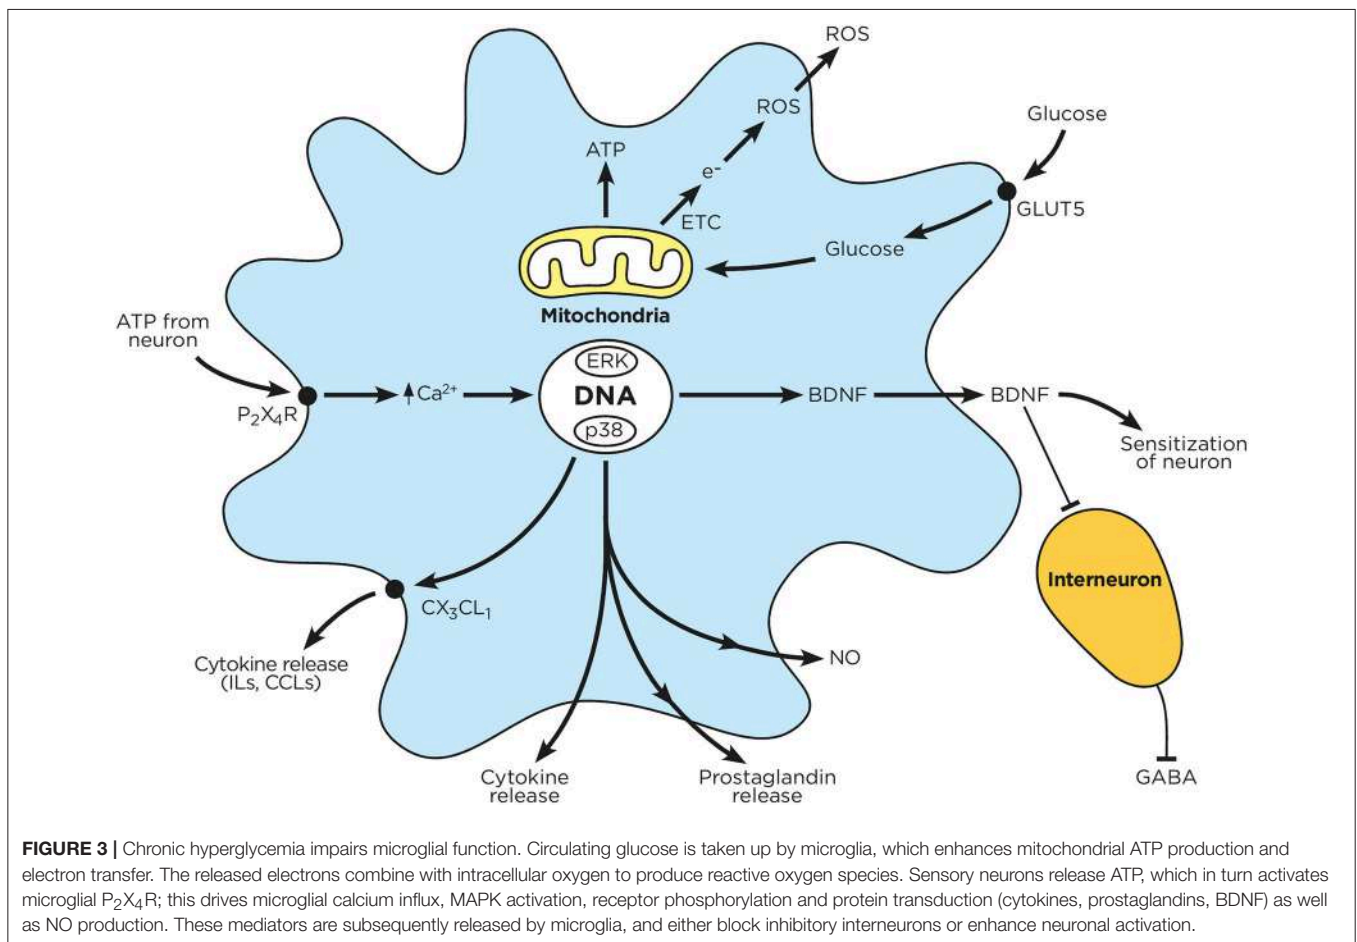 ROS
ROS
Glucose
ATP
e-
ETC
GLUT5
Glucose
Mitochondria
ATP from
neuron
ERK
P₂X₄R
Ca²⁺
DNA
BDNF
BDNF
p38
Sensitization
of neuron
Interneuron
CX₃CL₁
Cytokine release
(ILs, CCLs)
NO
Cytokine
release
Prostaglandin
release
GABA
FIGURE 3 | Chronic hyperglycemia impairs microglial function. Circulating glucose is taken up by microglia, which enhances mitochondrial ATP production and
electron transfer. The released electrons combine with intracellular oxygen to produce reactive oxygen species. Sensory neurons release ATP, which in turn activates
microglial P₂X₄R; this drives microglial calcium influx, MAPK activation, receptor phosphorylation and protein transduction (cytokines, prostaglandins, BDNF) as well
as NO production. These mediators are subsequently released by microglia, and either block inhibitory interneurons or enhance neuronal activation.